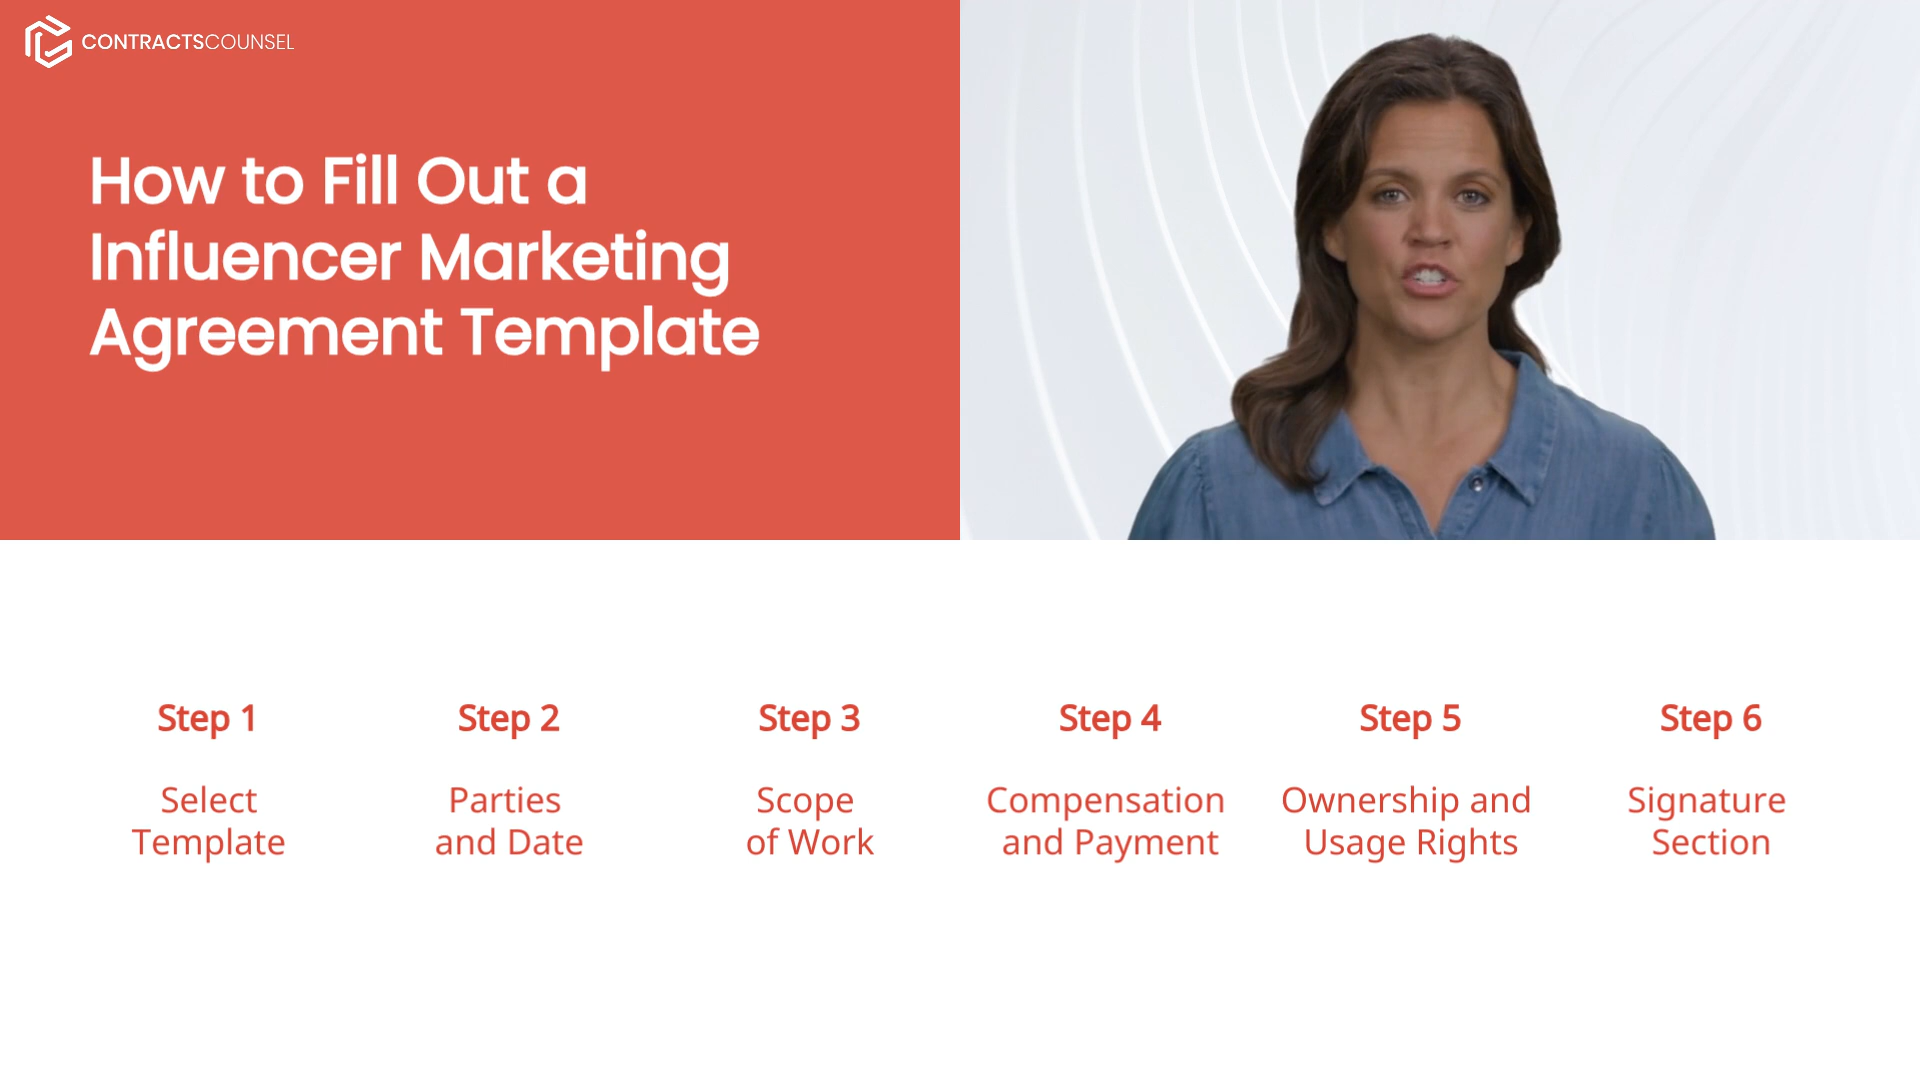 CONTRACTSCOUNSEL
How to Fill Out a
Influencer Marketing
Agreement Template
Step 1
Select
Template
Step 2
Parties
and Date
Step 3
Scope
of Work
Step 4
Compensation
and Payment
Step 5
Ownership and
Usage Rights
Step 6
Signature
Section